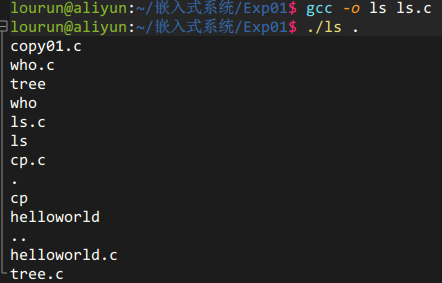 lourun@aliyun:~/嵌入式系统/Exp01$ gcc -o ls ls.c
lourun@aliyun:~/嵌入式系统/Exp01$ ./ls .
copy01.c
who.c
tree
who
ls.c
ls
cp.c
.
cp
helloworld
..
helloworld.c
tree.c